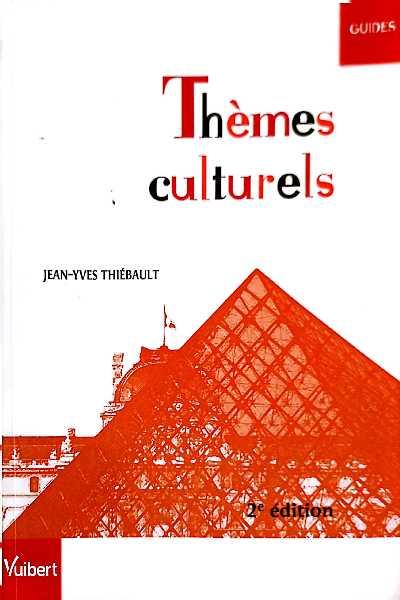 GUIDES
Thèmes
culturels
JEAN-YVES THIÉBAULT
2e édition
Vuibert